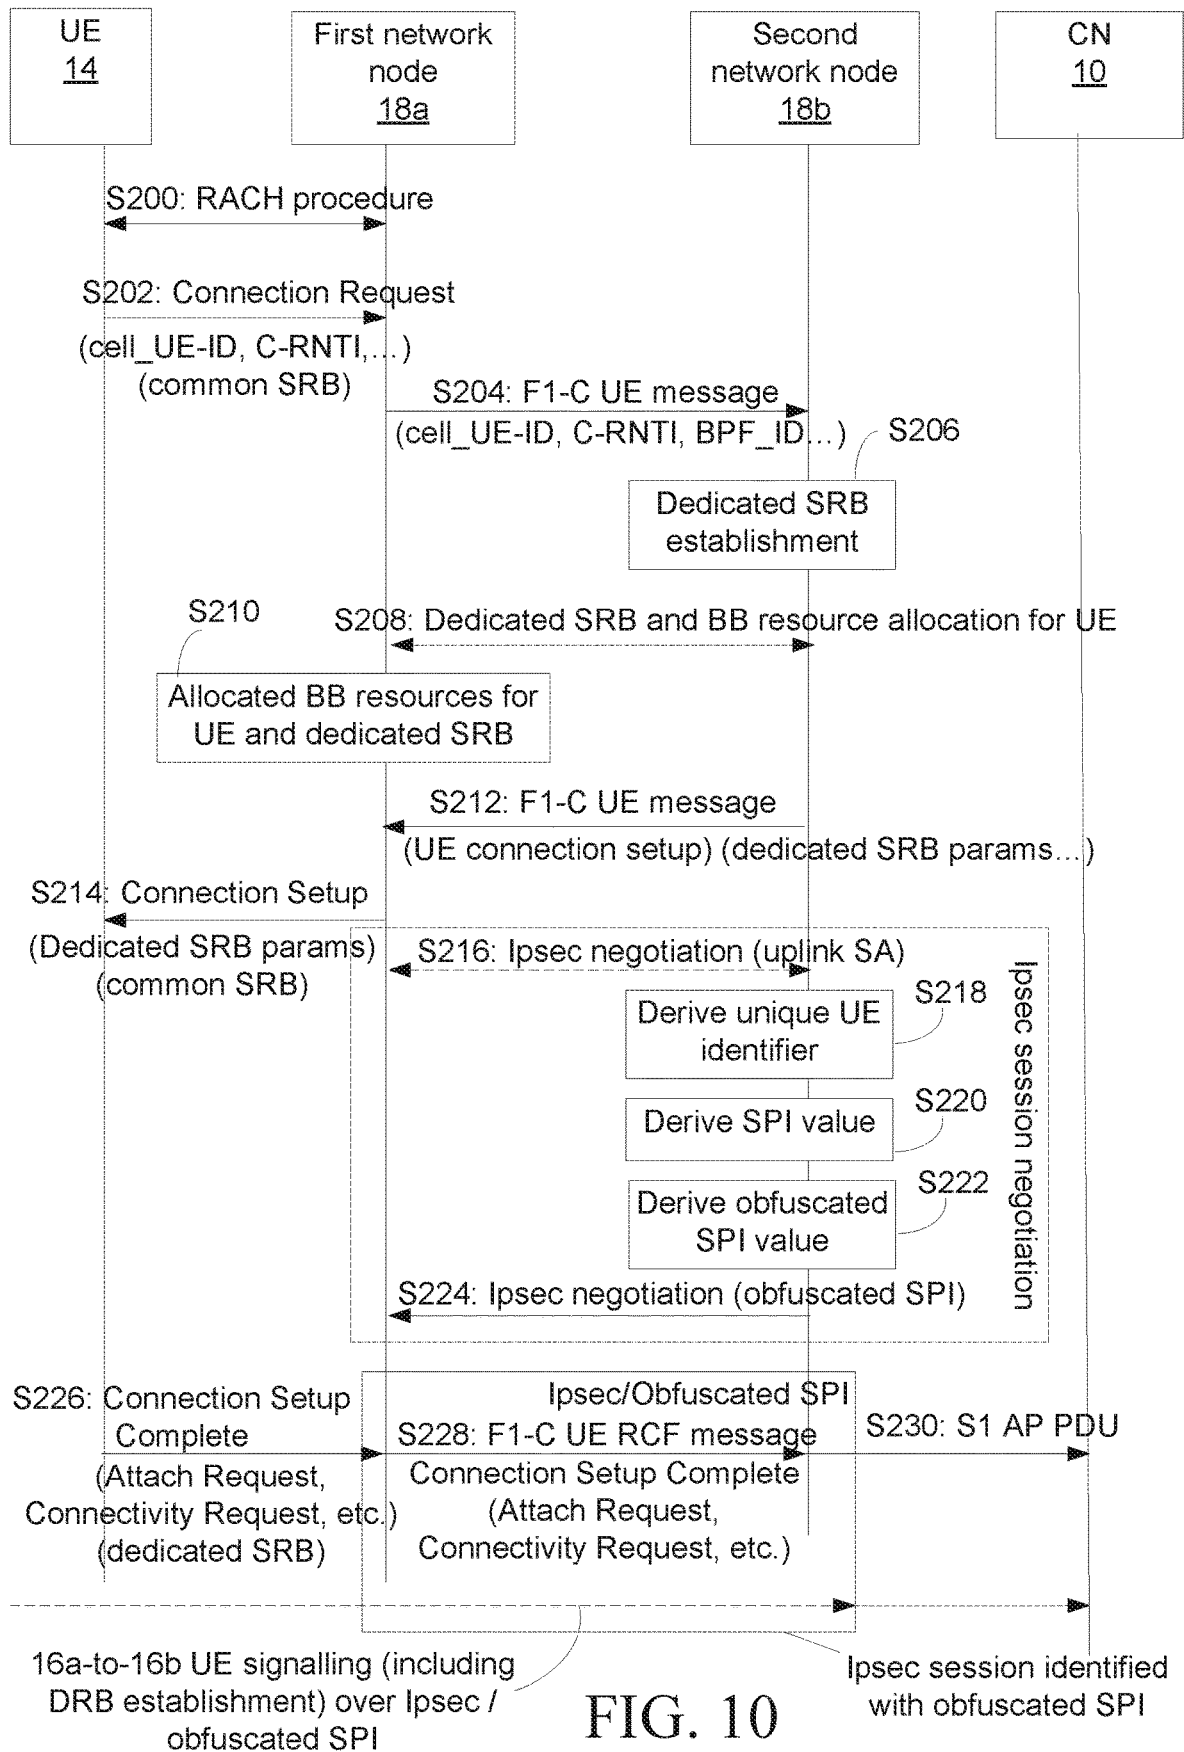 UE
14
First network
node
18a
Second
network node
18b
CN
10
S200: RACH procedure
S202: Connection Request
(cell_UE-ID, C-RNTI,...)
(common SRB)
S204: F1-C UE message
(cell_UE-ID, C-RNTI, BPF_ID...)
S206
Dedicated SRB
establishment
S208: Dedicated SRB and BB resource allocation for UE
S210
Allocated BB resources for
UE and dedicated SRB
S212: F1-C UE message
(UE connection setup) (dedicated SRB params...)
S214: Connection Setup
(Dedicated SRB params)
(common SRB)
S216: Ipsec negotiation (uplink SA)
S218
Derive unique UE
identifier
S220
Derive SPI value
S222
Derive obfuscated
SPI value
S224: Ipsec negotiation (obfuscated SPI)
Ipsec session negotiation
S226: Connection Setup
Complete
(Attach Request,
Connectivity Request, etc.)
(dedicated SRB)
Ipsec/Obfuscated SPI
S228: F1-C UE RCF message
Connection Setup Complete
(Attach Request,
Connectivity Request, etc.)
S230: S1 AP PDU
16a-to-16b UE signalling (including
DRB establishment) over Ipsec /
obfuscated SPI
Ipsec session identified
with obfuscated SPI
FIG. 10